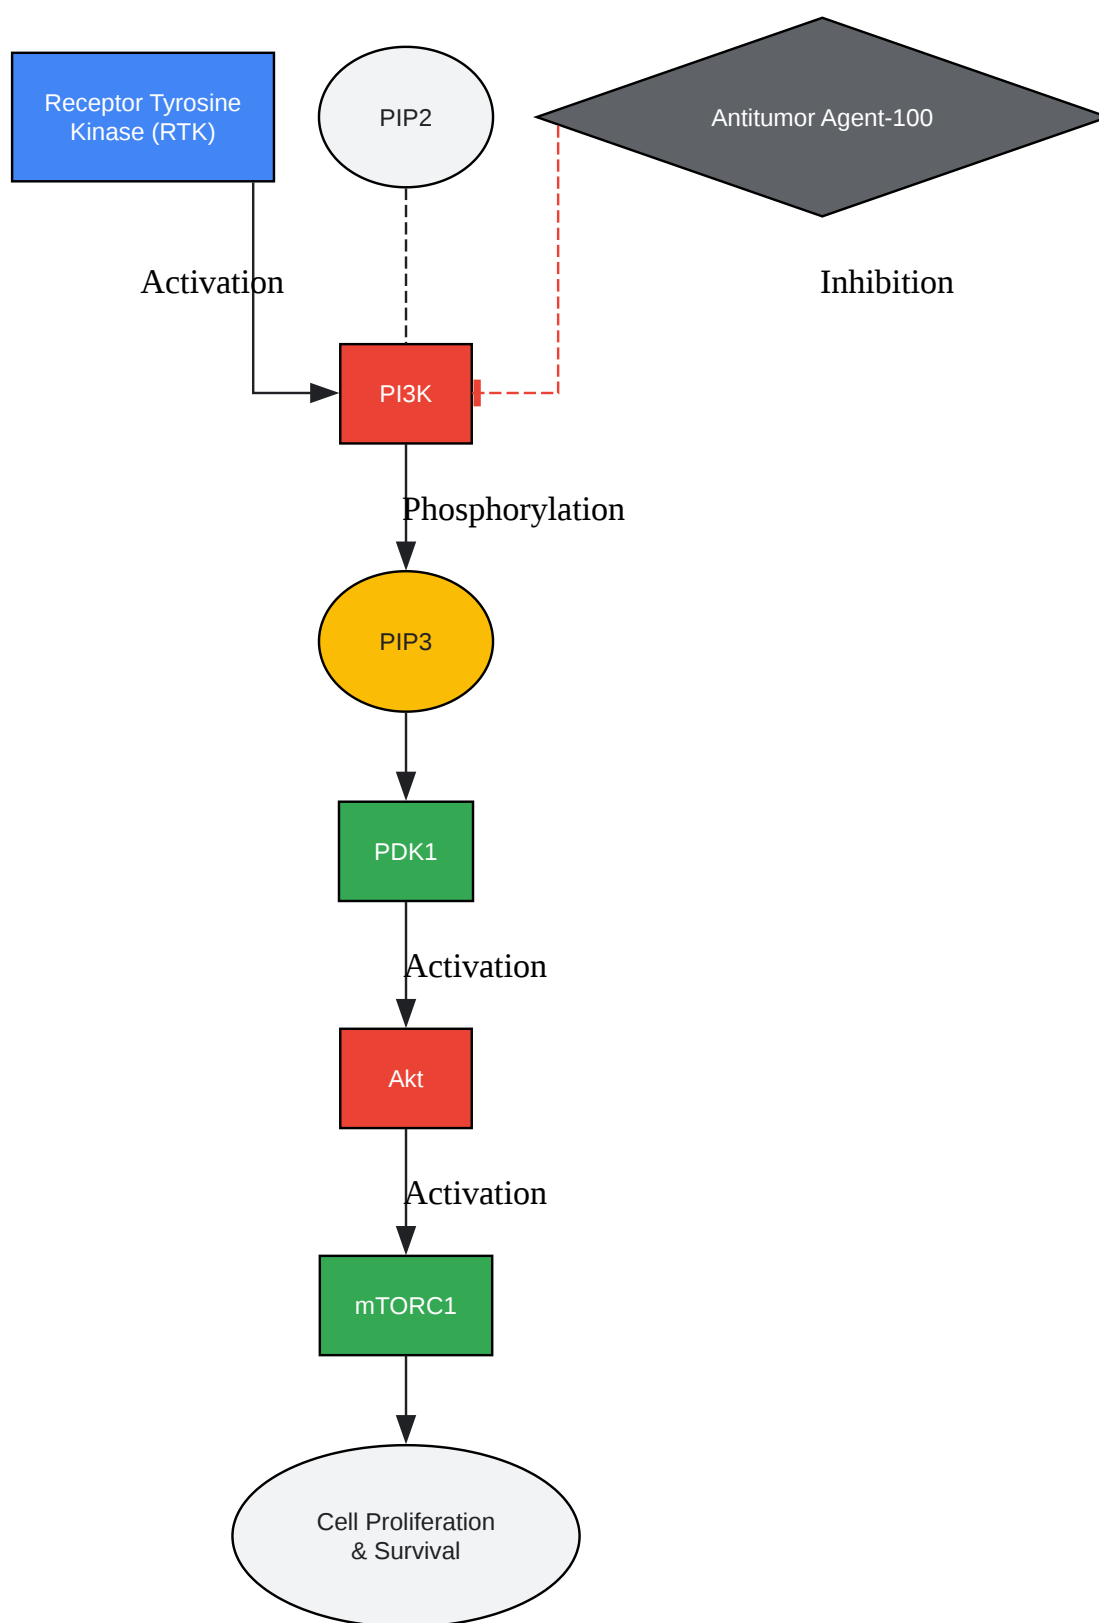 Receptor Tyrosine
Kinase (RTK)
PIP2
Antitumor Agent-100
Activation
Inhibition
PI3K
Phosphorylation
PIP3
PDK1
Activation
Akt
Activation
mTORC1
Cell Proliferation
& Survival